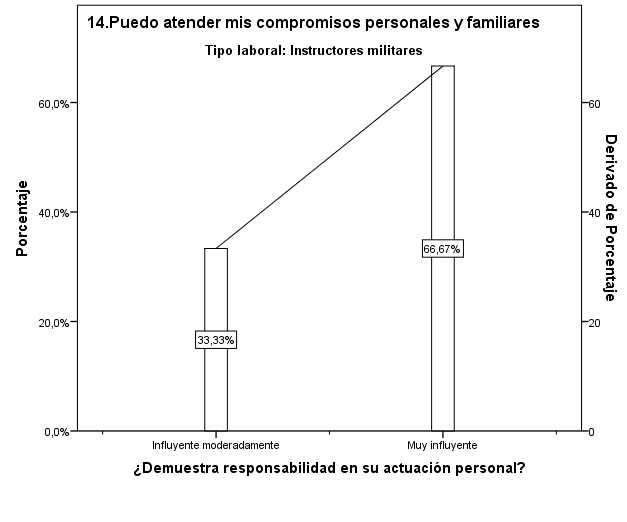 14.Puedo atender mis compromisos personales y familiares
Tipo laboral: Instructores militares
Porcentaje
60,0%
40,0%
20,0%
0,0%
33,33%
66,67%
60
40
20
0
Derivado de Porcentaje
Influyente moderadamente
Muy influyente
¿Demuestra responsabilidad en su actuación personal?